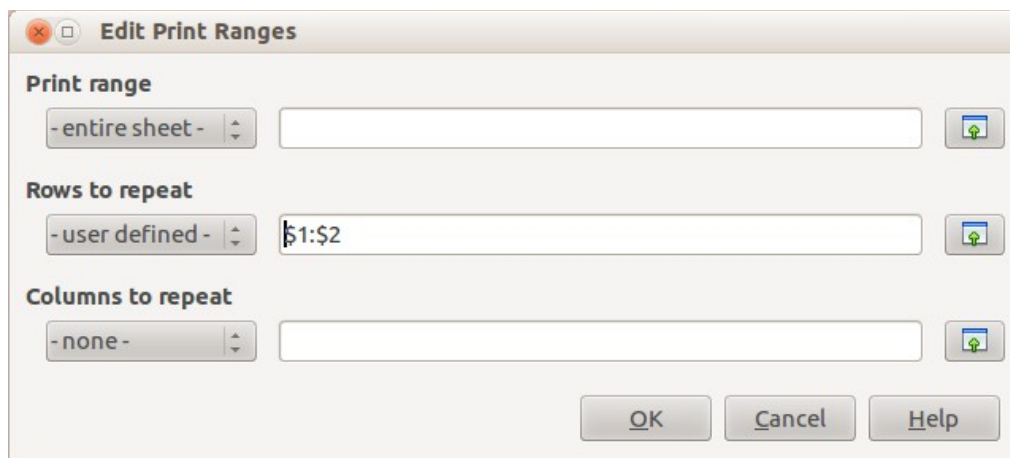 Edit Print Ranges
Print range
- entire sheet -
Rows to repeat
- user defined - $1:$2
Columns to repeat
- none -
OK Cancel Help